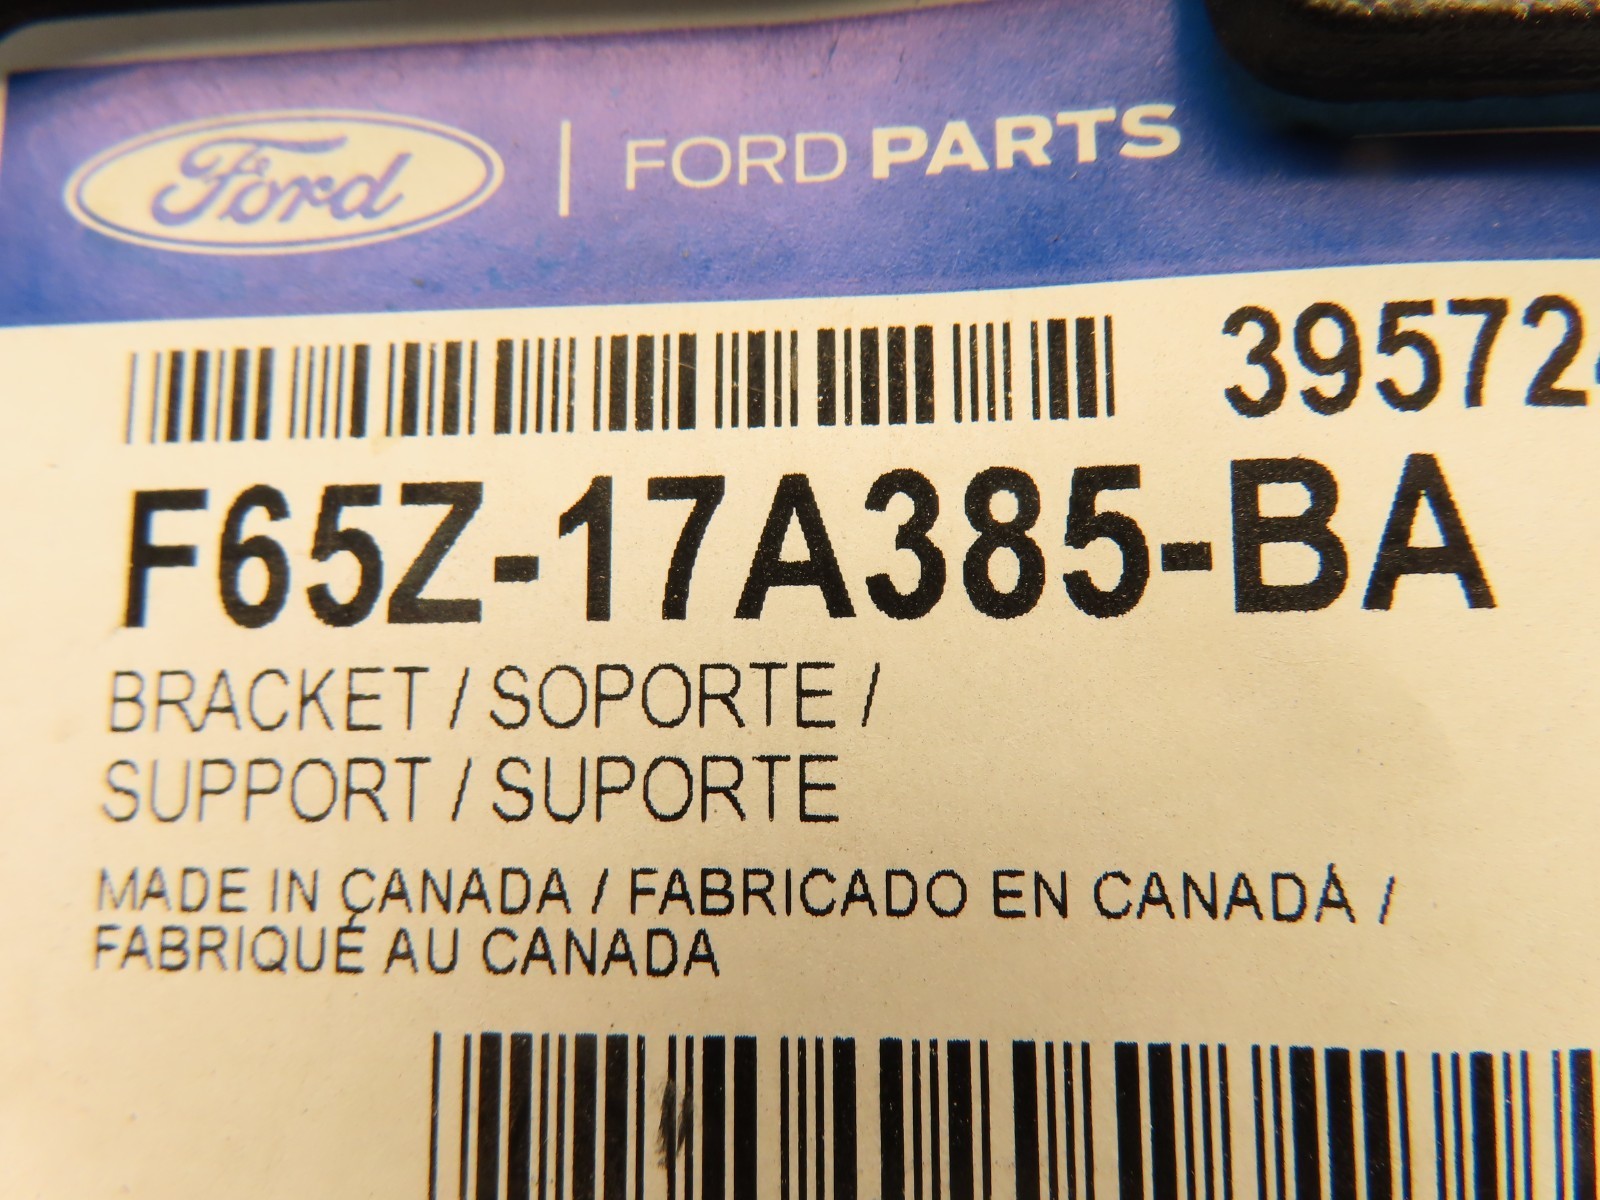 Ford | FORD PARTS
39572
F65Z-17A385-BA
BRACKET / SOPORTE /
SUPPORT / SUPORTE
MADE IN CANADA / FABRICADO EN CANADÁ /
FABRIQUÉ AU CANADA